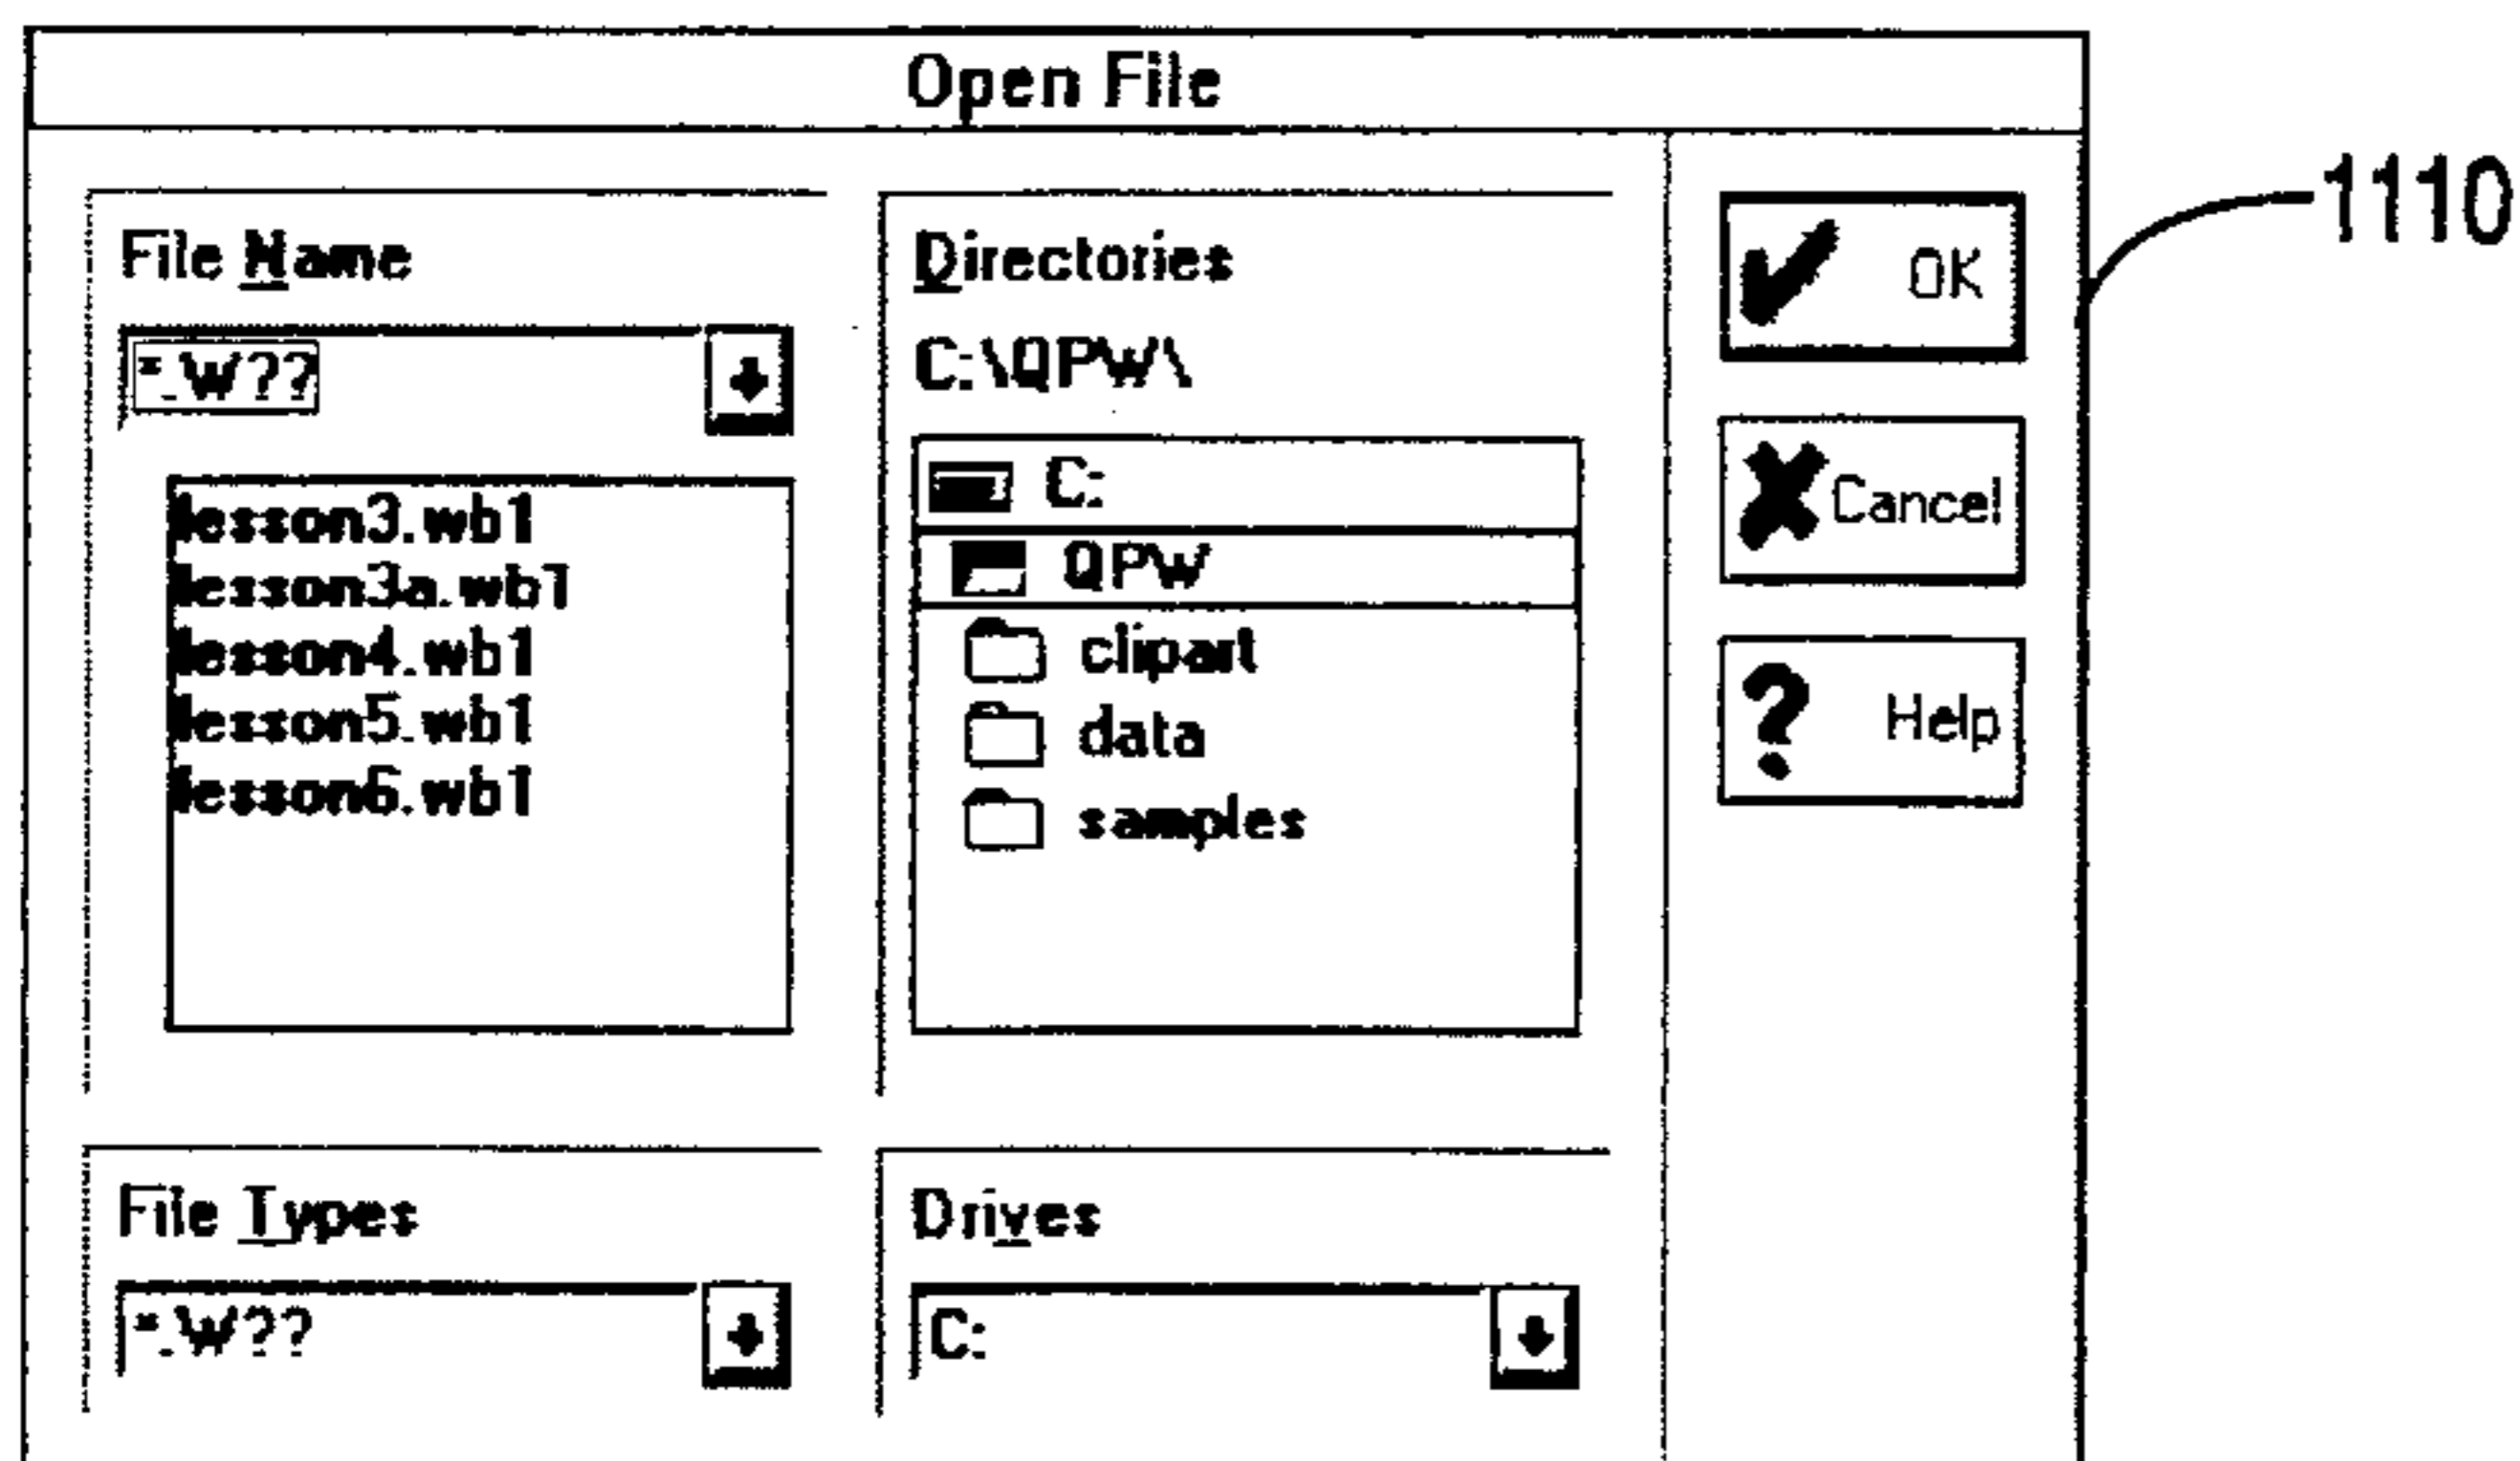 Open File
1110
File Name
*.W??
lesson3.wb1
lesson3a.wb1
lesson4.wb1
lesson5.wb1
lesson6.wb1
Directories
C:\QPW\
C:
QPW
clipart
data
samples
OK
Cancel
? Help
File Types
*.W??
Drives
C: